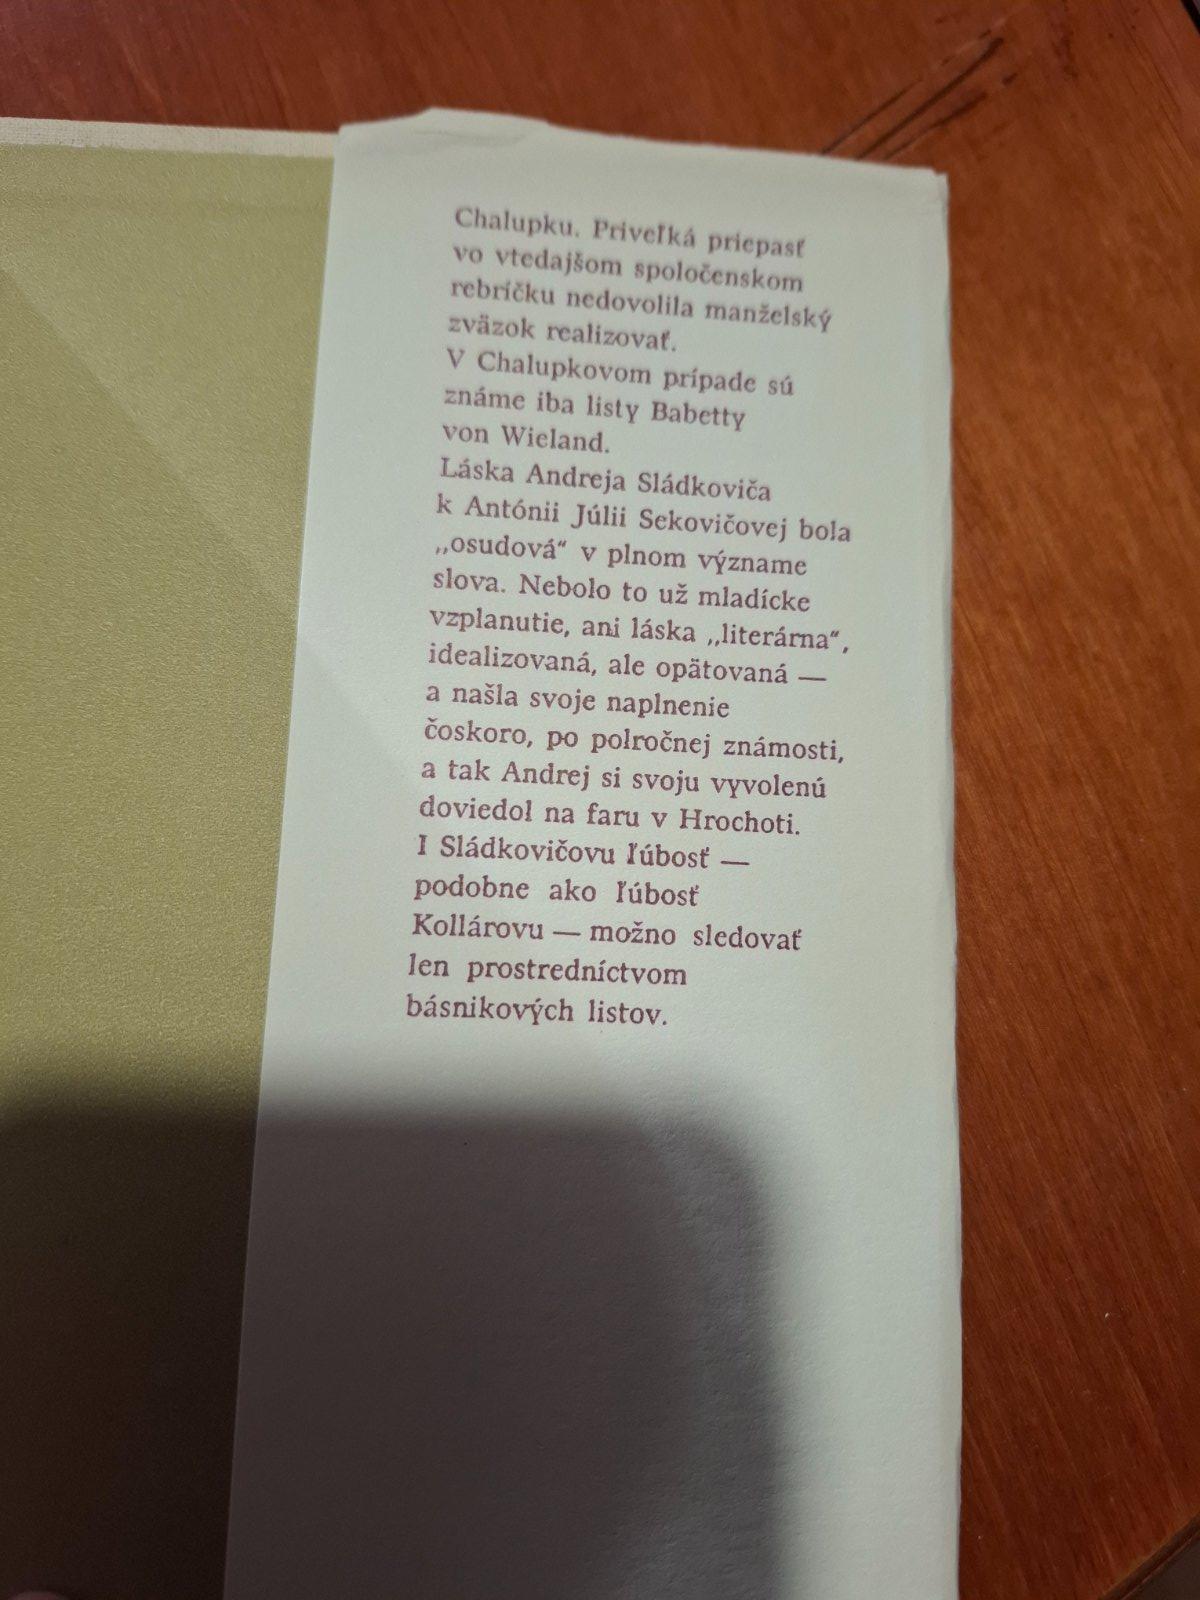 Chalupku. Priveľká priepasť
vo vtedajšom spoločenskom
rebríčku nedovolila manželský
zväzok realizovať.
V Chalupkovom prípade sú
známe iba listy Babetty
von Wieland.
Láska Andreja Sládkoviča
k Antónii Júlii Sekovičovej bola
„osudová“ v plnom význame
slova. Nebolo to už mladícke
vzplanutie, ani láska „literárna“,
idealizovaná, ale opätovaná —
a našla svoje naplnenie
čoskoro, po polročnej známosti,
a tak Andrej si svoju vyvolenú
doviedol na faru v Hrochoti.
I Sládkovičovu ľúbosť —
podobne ako ľúbosť
Kollárovu — možno sledovať
len prostredníctvom
básnikových listov.